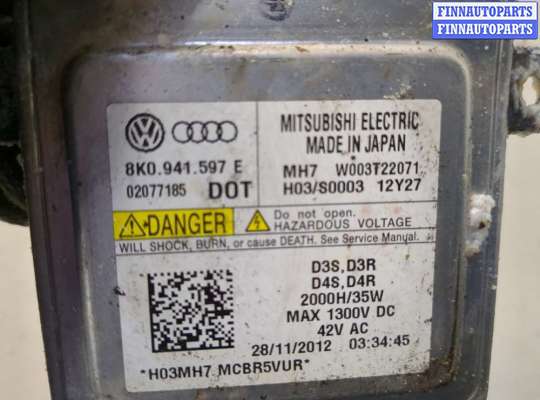 FINNAUTOPARTS
FINNAUTOPARTS
MITSUBISHI ELECTRIC
MADE IN JAPAN
8K0.941.597 E
02077185 DOT
MH7 W003T22071
H03/S0003 12Y27
DANGER
Do not open.
HAZARDOUS VOLTAGE
WILL SHOCK, BURN, or cause DEATH. See Service Manual.
D3S,D3R
D4S,D4R
2000H/35W
MAX 1300V DC
42V AC
28/11/2012 03:34:45
*H03MH7 MCBR5VUR*